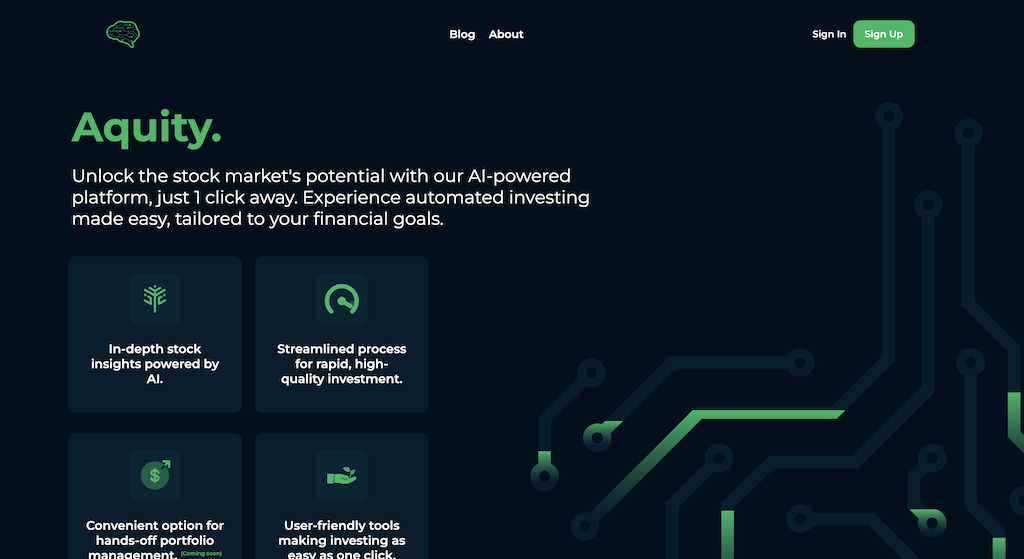 Blog About
Sign In Sign Up
Aquity.
Unlock the stock market's potential with our AI-powered
platform, just 1 click away. Experience automated investing
made easy, tailored to your financial goals.
In-depth stock
insights powered by
AI.
Streamlined process
for rapid, high-
quality investment.
$
Convenient option for
hands-off portfolio
management. (Coming soon)
User-friendly tools
making investing as
easy as one click.